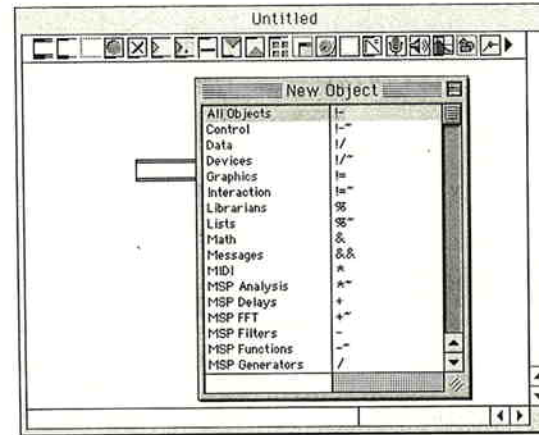 Untitled
New Object
All Objects !-
Control !-~
Data !/
Devices !/~
Graphics !=
Interaction !=~
Librarians %
Lists %~
Math &
Messages &&
MIDI *
MSP Analysis *~
MSP Delays +
MSP FFT +~
MSP Filters -
MSP Functions -~
MSP Generators /